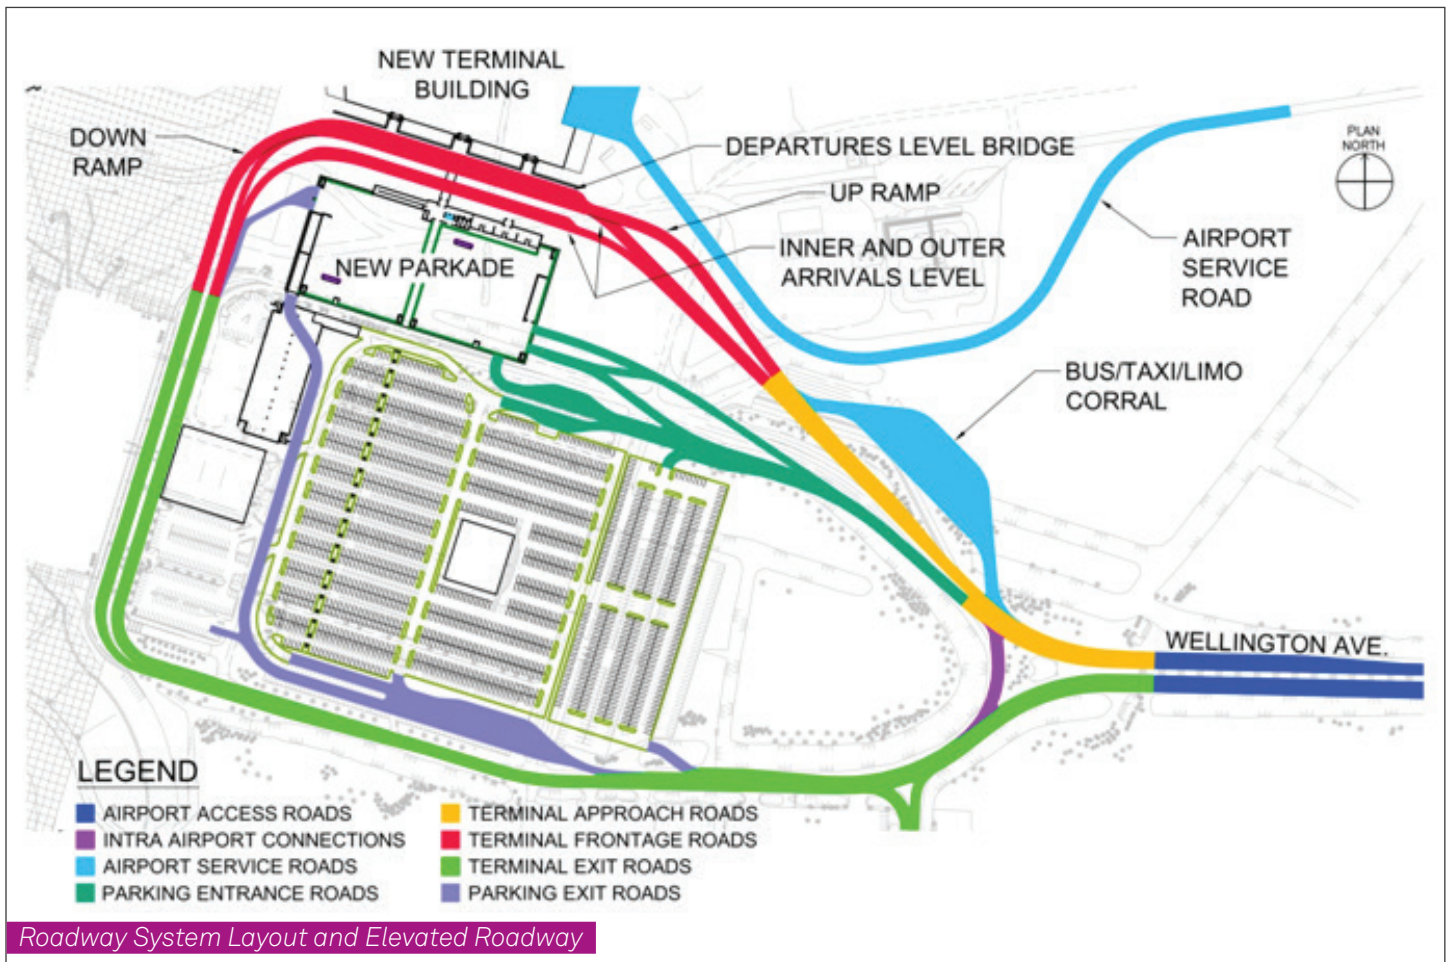 NEW TERMINAL
BUILDING
DOWN
RAMP
DEPARTURES LEVEL BRIDGE
PLAN
NORTH
UP RAMP
INNER AND OUTER
ARRIVALS LEVEL
AIRPORT
SERVICE
ROAD
NEW PARKADE
BUS/TAXI/LIMO
CORRAL
WELLINGTON AVE.
LEGEND
AIRPORT ACCESS ROADS
INTRA AIRPORT CONNECTIONS
AIRPORT SERVICE ROADS
PARKING ENTRANCE ROADS
TERMINAL APPROACH ROADS
TERMINAL FRONTAGE ROADS
TERMINAL EXIT ROADS
PARKING EXIT ROADS
Roadway System Layout and Elevated Roadway